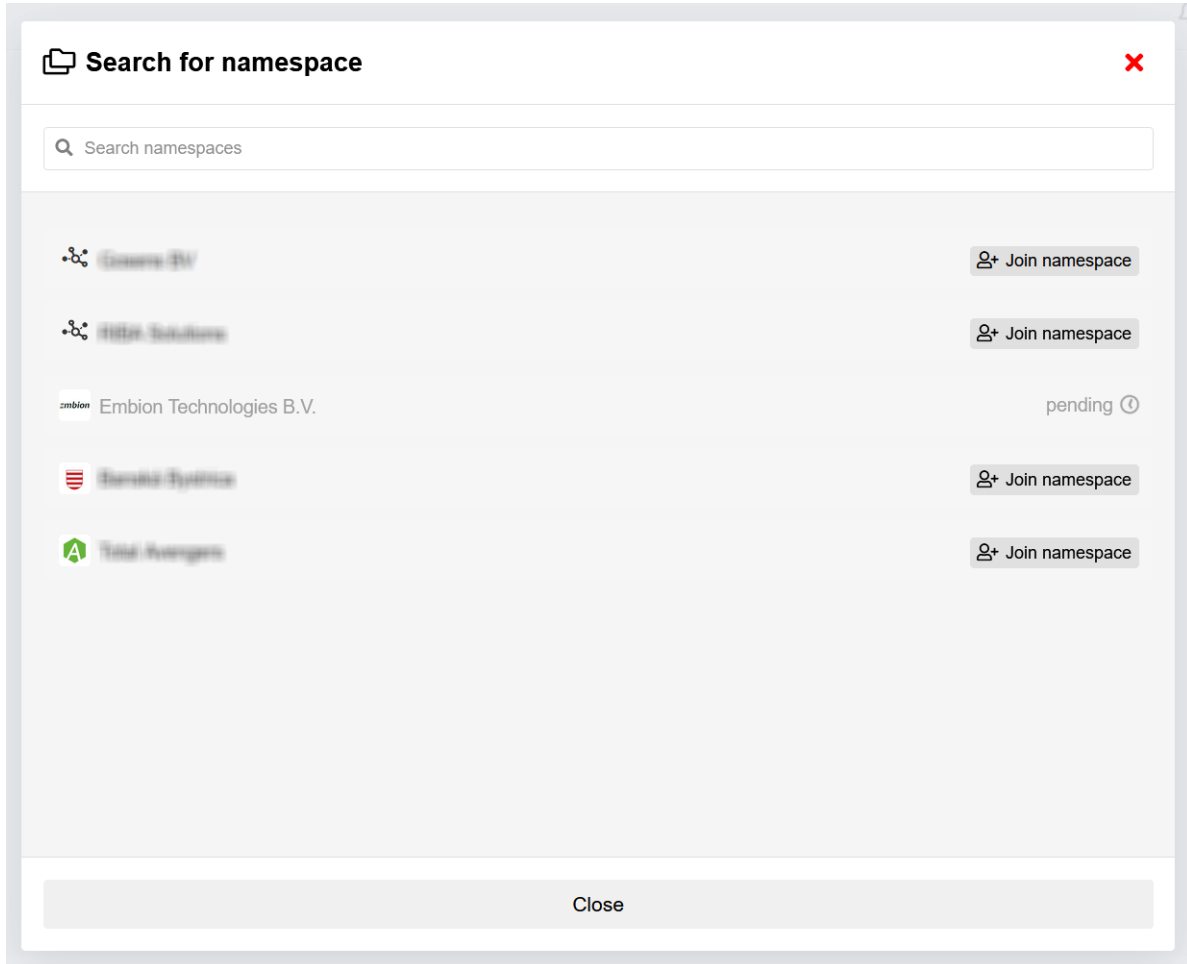 Search for namespace
Search namespaces
Join namespace
Join namespace
embion Embion Technologies B.V. pending
Join namespace
Join namespace
Close